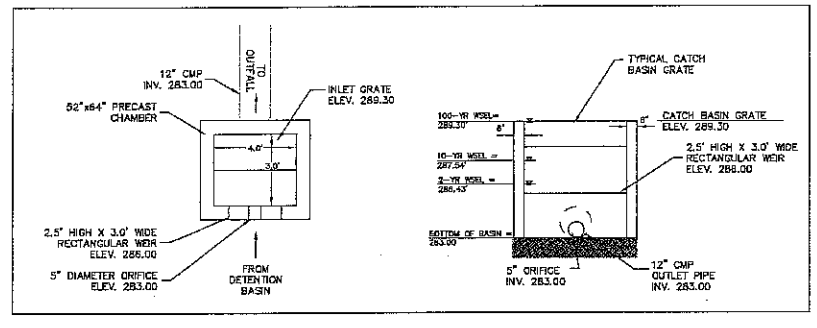 12" CMP
INV. 283.00
TO
OUTFALL
INLET GRATE
ELEV. 289.30
52"x64" PRECAST
CHAMBER
4.0'
3.0'
2.5' HIGH X 3.0' WIDE
RECTANGULAR WEIR
ELEV. 286.00
5" DIAMETER ORIFICE
ELEV. 283.00
FROM
DETENTION
BASIN
TYPICAL CATCH
BASIN GRATE
100-YR WSEL=
289.30'
6"
6"
CATCH BASIN GRATE
ELEV. 289.30
10-YR WSEL =
287.54'
2.5' HIGH X 3.0' WIDE
RECTANGULAR WEIR
ELEV. 286.00
2-YR WSEL =
286.43'
BOTTOM OF BASIN =
283.00
5" ORIFICE
INV. 283.00
12" CMP
OUTLET PIPE
INV. 283.00